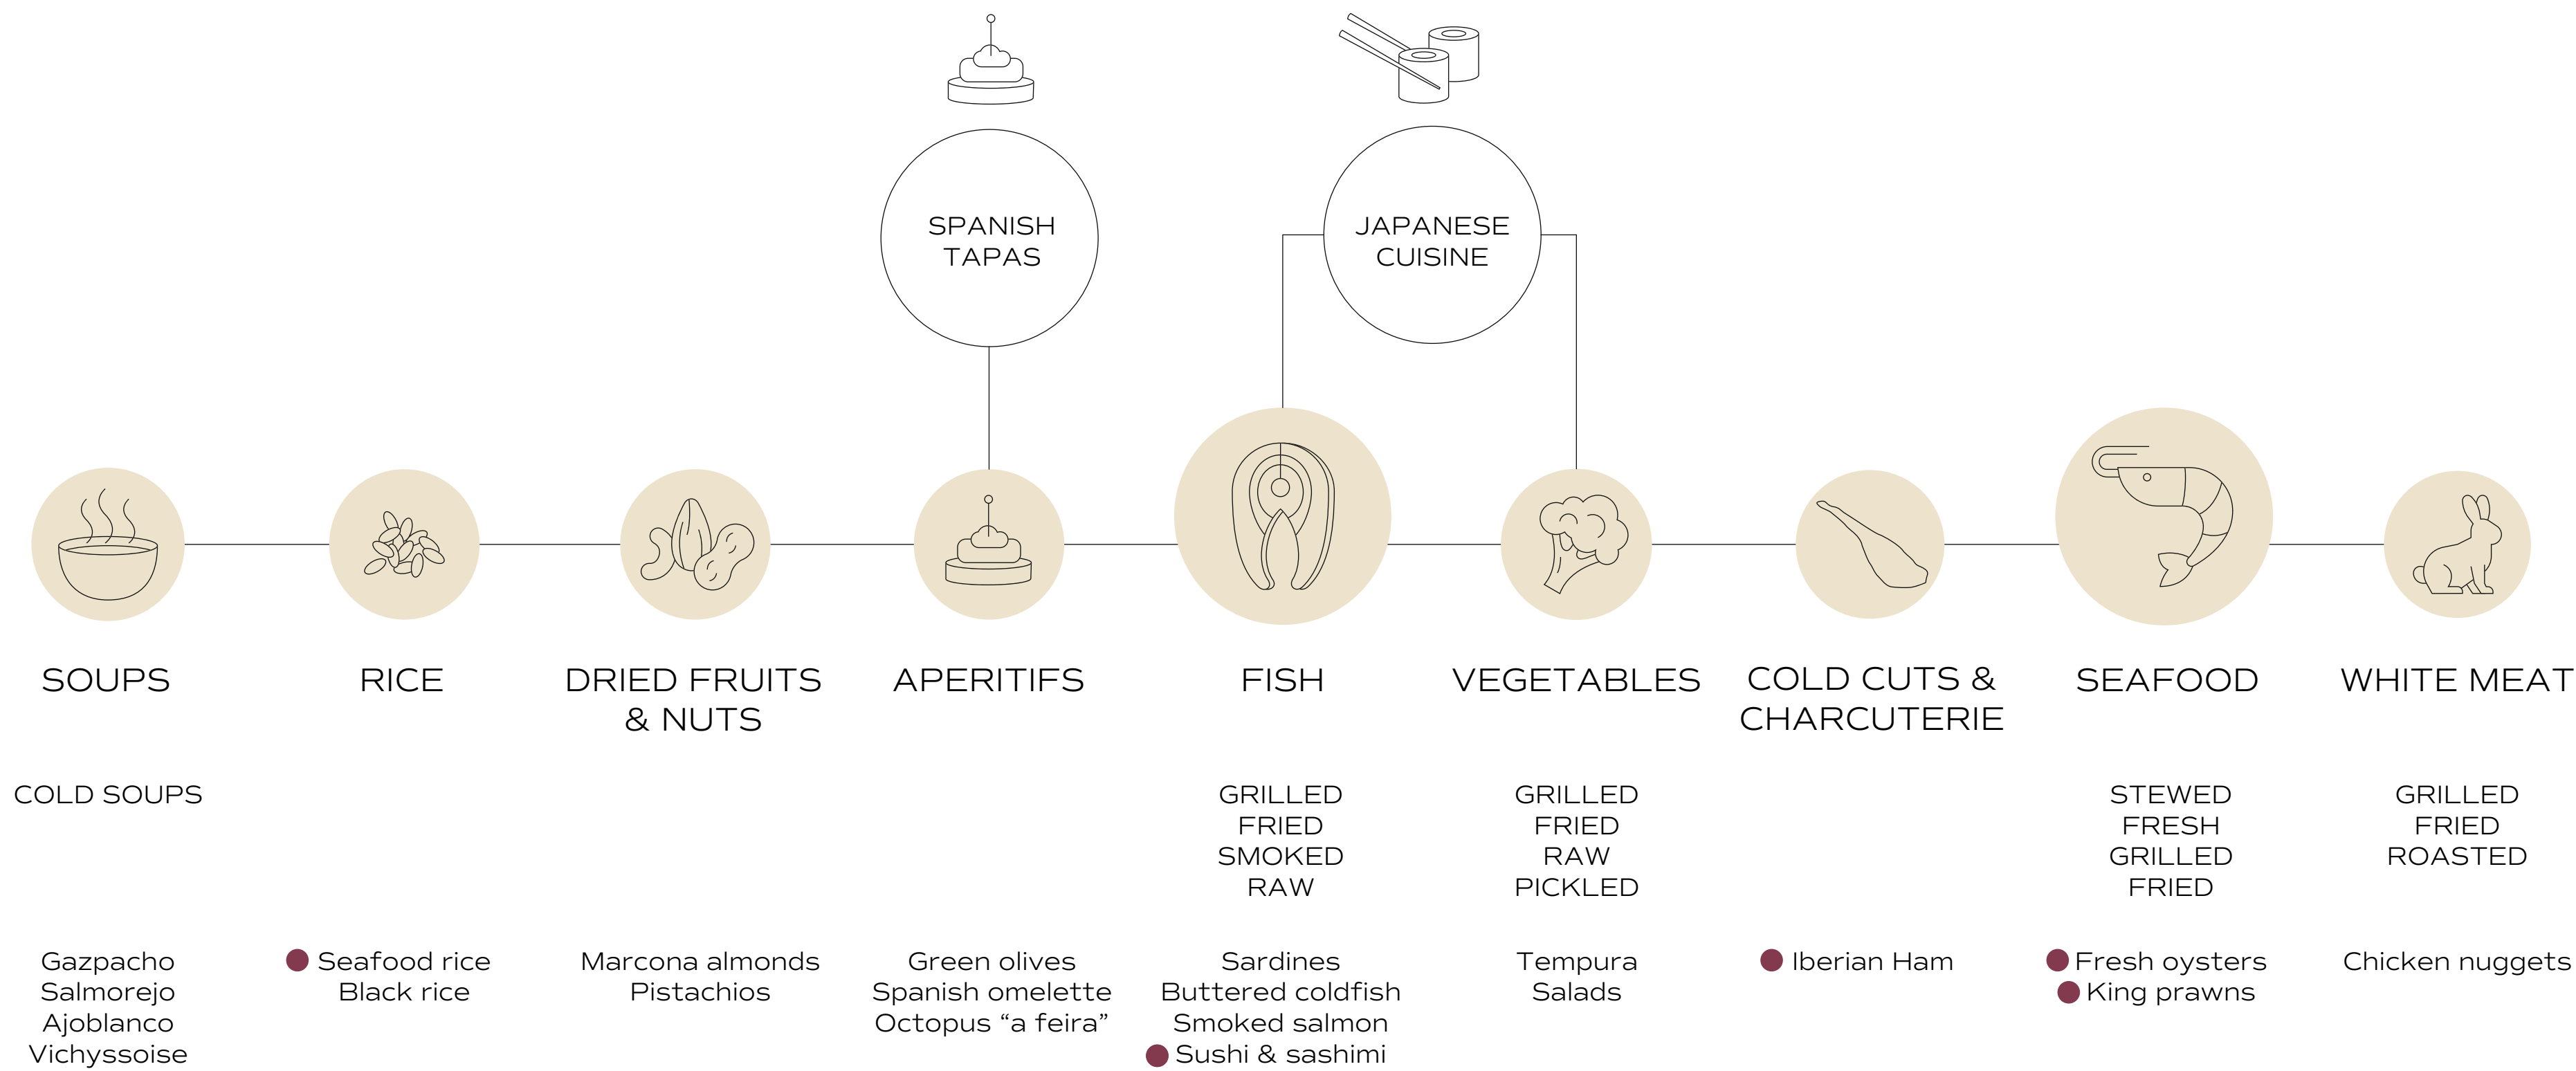 SPANISH
TAPAS
JAPANESE
CUISINE
SOUPS
RICE
DRIED FRUITS
& NUTS
APERITIFS
FISH
VEGETABLES
COLD CUTS &
CHARCUTERIE
SEAFOOD
WHITE MEAT
COLD SOUPS
GRILLED
FRIED
SMOKED
RAW
GRILLED
FRIED
RAW
PICKLED
STEWED
FRESH
GRILLED
FRIED
GRILLED
FRIED
ROASTED
Gazpacho
Salmorejo
Ajoblanco
Vichyssoise
Seafood rice
Black rice
Marcona almonds
Pistachios
Green olives
Spanish omelette
Octopus “a feira”
Sardines
Buttered coldfish
Smoked salmon
Sushi & sashimi
Tempura
Salads
Iberian Ham
Fresh oysters
King prawns
Chicken nuggets